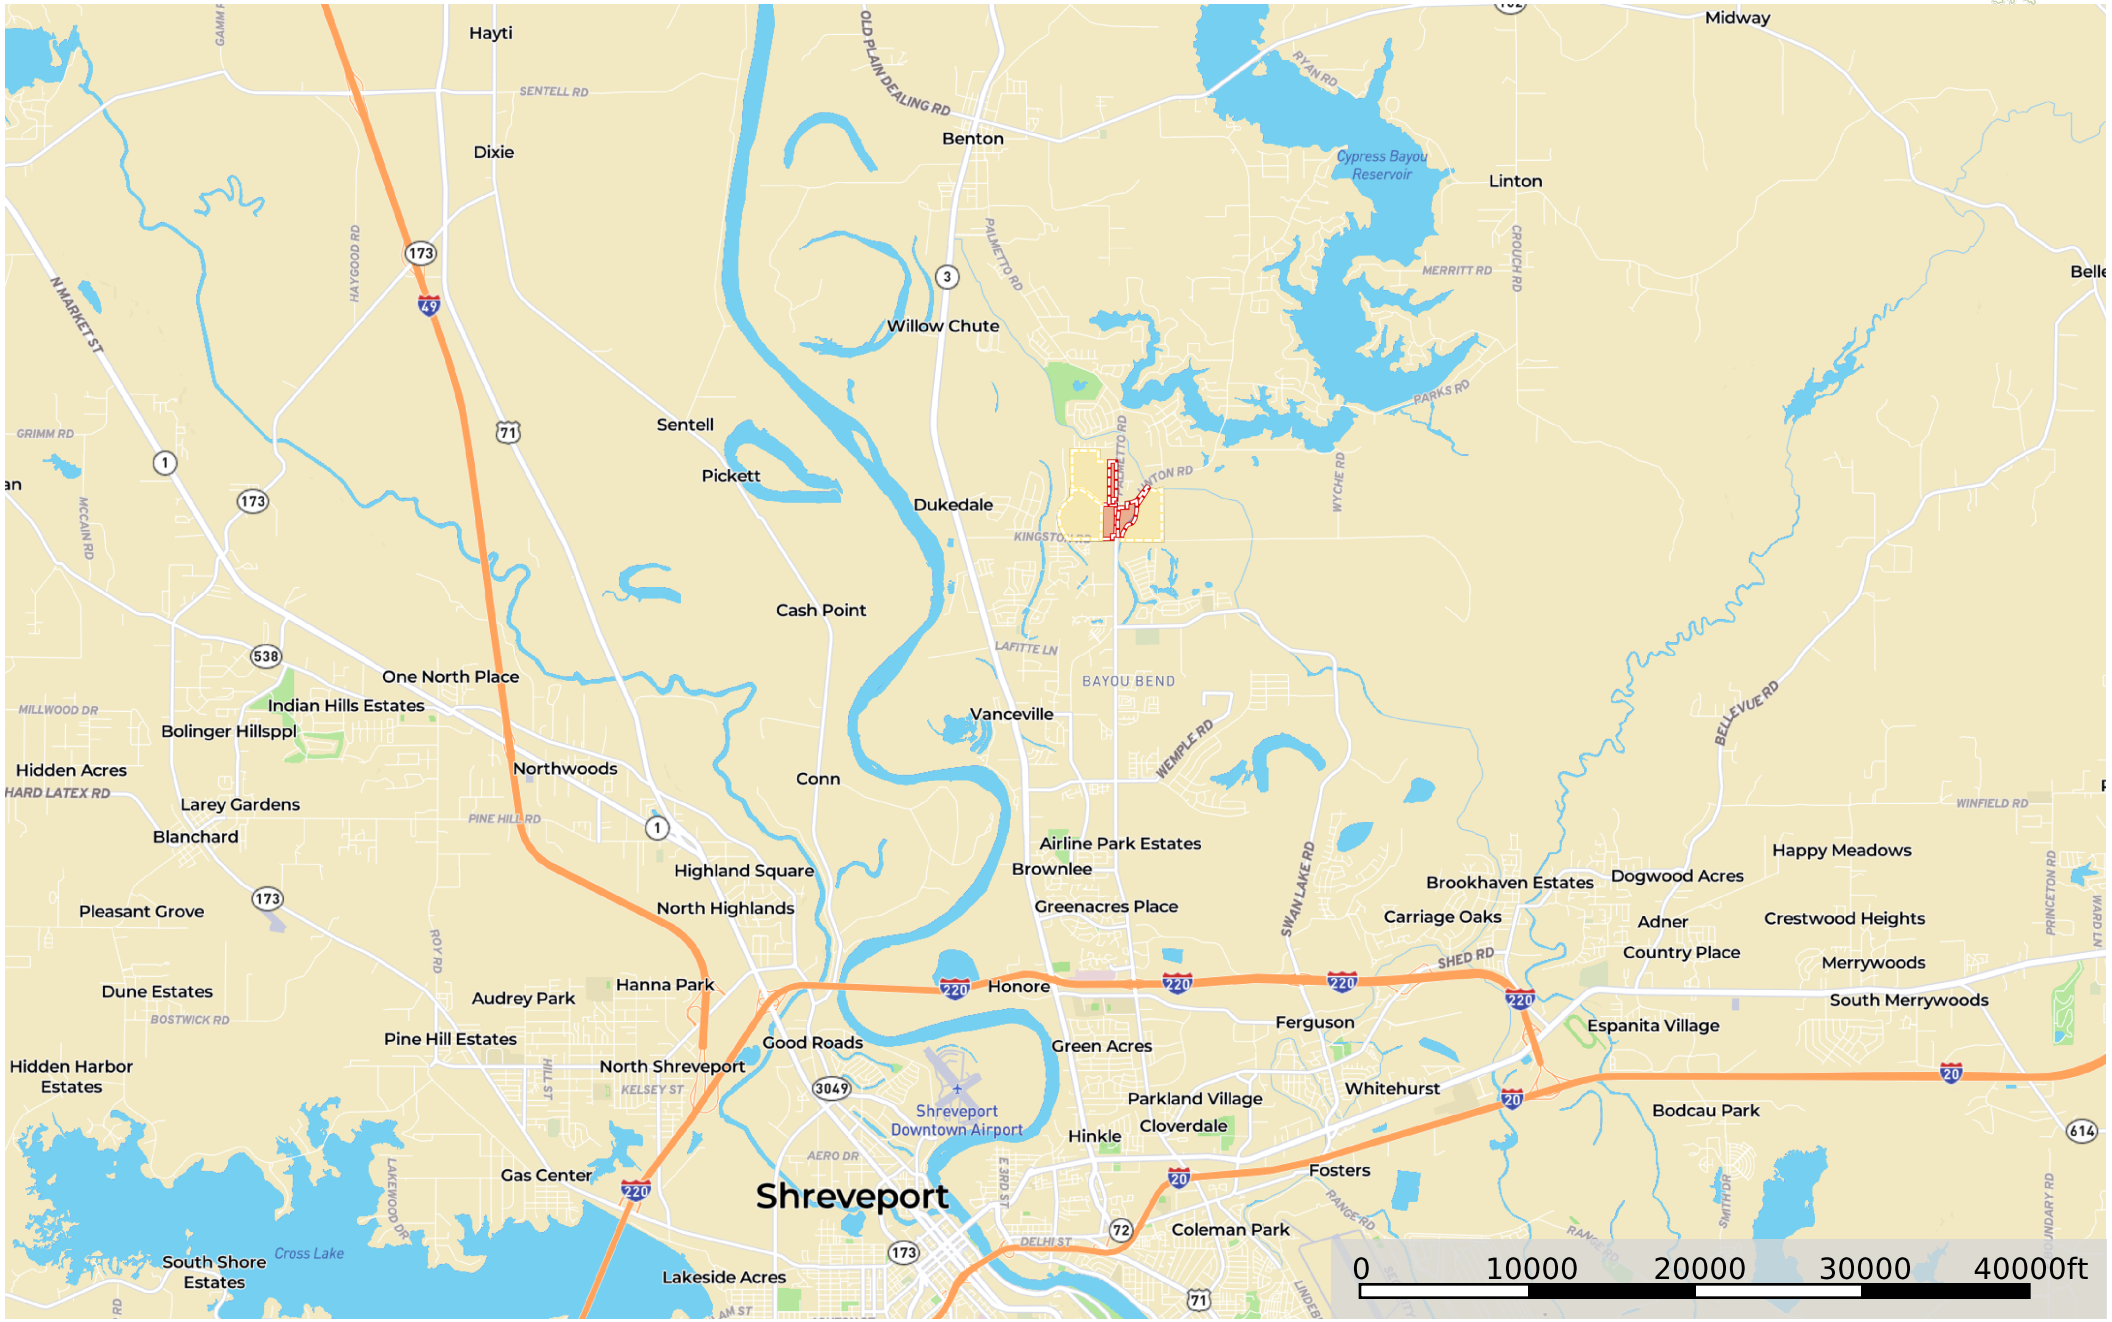 Hayti
Midway
OLD PLAIN DEALING RD
RYAN RD
SENTELL RD
Benton
Dixie
Cypress Bayou
Reservoir
Linton
PALMETTO RD
CROUCH RD
HAYGOOD RD
173
MERRITT RD
3
49
N MARKET ST
Willow Chute
PARKS RD
Sentell
GRIMM RD
71
1
Pickett
173
WYCHE RD
Dukedale
MCCAIN RD
KINGSTON RD
Cash Point
LAFITTE LN
538
One North Place
BAYOU BEND
Indian Hills Estates
MILLWOOD DR
Vanceville
BELLEVUE RD
Bolinger Hillsppl
WEMPLE RD
Hidden Acres
Northwoods
Conn
HARD LATEX RD
Larey Gardens
WINFIELD RD
PINE HILL RD
Blanchard
1
Airline Park Estates
Happy Meadows
Brownlee
Highland Square
Dogwood Acres
Brookhaven Estates
PRINCETON RD
SWAN LAKE RD
173
North Highlands
Greenacres Place
Pleasant Grove
Carriage Oaks
Adner
Crestwood Heights
WARD LN
ROY RD
Country Place
SHED RD
Merrywoods
Hanna Park
220
Honore
220
220
Dune Estates
Audrey Park
220
South Merrywoods
BOSTWICK RD
Ferguson
Espanita Village
Pine Hill Estates
Good Roads
Green Acres
Hidden Harbor
Estates
North Shreveport
HILL ST
KELSEY ST
3049
Whitehurst
20
Parkland Village
20
Shreveport
Downtown Airport
Cloverdale
Bodcau Park
Hinkle
614
AERO DR
LAKEWOOD DR
Gas Center
E 3RD ST
20
Fosters
220
Shreveport
SMITH DR
RANGE RD
72
Coleman Park
DELHI ST
RANGE RD
173
Cross Lake
South Shore
Estates
Lakeside Acres
71
0 10000 20000 30000 40000ft